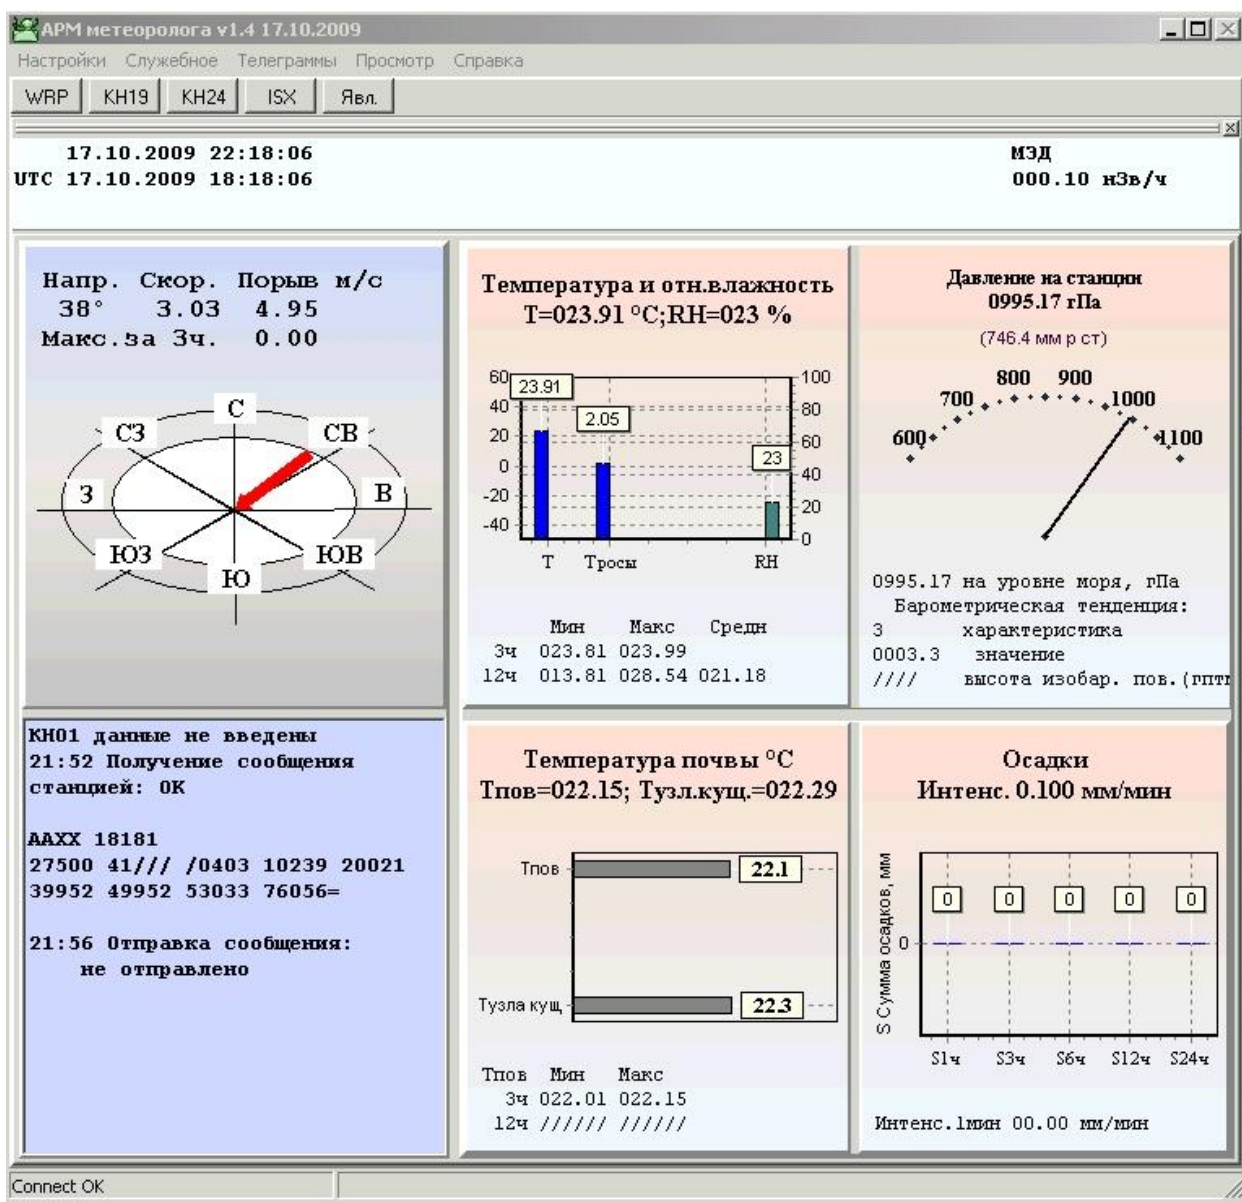 АРМ метеоролога v1.4 17.10.2009
Настройки Служебное Телеграммы Просмотр Справка
WRP КН19 КН24 ISX Явл.
17.10.2009 22:18:06
UTC 17.10.2009 18:18:06
МЭД
000.10 нЗв/ч
Напр. Скор. Порыв м/с
38° 3.03 4.95
Макс.за 3ч. 0.00
С
СЗ СВ
З В
ЮЗ ЮВ
Ю
Температура и отн.влажность
T=023.91 °C;RH=023 %
60 23.91 100
40 2.05 80
20 60
0 23 40
-20 20
-40 0
T Тросы RH
Мин Макс Средн
3ч 023.81 023.99
12ч 013.81 028.54 021.18
Давление на станции
0995.17 гПа
(746.4 мм р ст)
800 900
700 1000
600 1100
0995.17 на уровне моря, гПа
Барометрическая тенденция:
3 характеристика
0003.3 значение
//// высота изобар. пов.(гптм
КН01 данные не введены
21:52 Получение сообщения
станцией: OK
AAXX 18181
27500 41/// /0403 10239 20021
39952 49952 53033 76056=
21:56 Отправка сообщения:
не отправлено
Температура почвы °C
Тпов=022.15; Тузл.кущ.=022.29
Тпов 22.1
Тузла кущ 22.3
Тпов Мин Макс
3ч 022.01 022.15
12ч ////// //////
Осадки
Интенс. 0.100 мм/мин
S Сумма осадков, мм
0 0 0 0 0
0
S1ч S3ч S6ч S12ч S24ч
Интенс.1мин 00.00 мм/мин
Connect OK